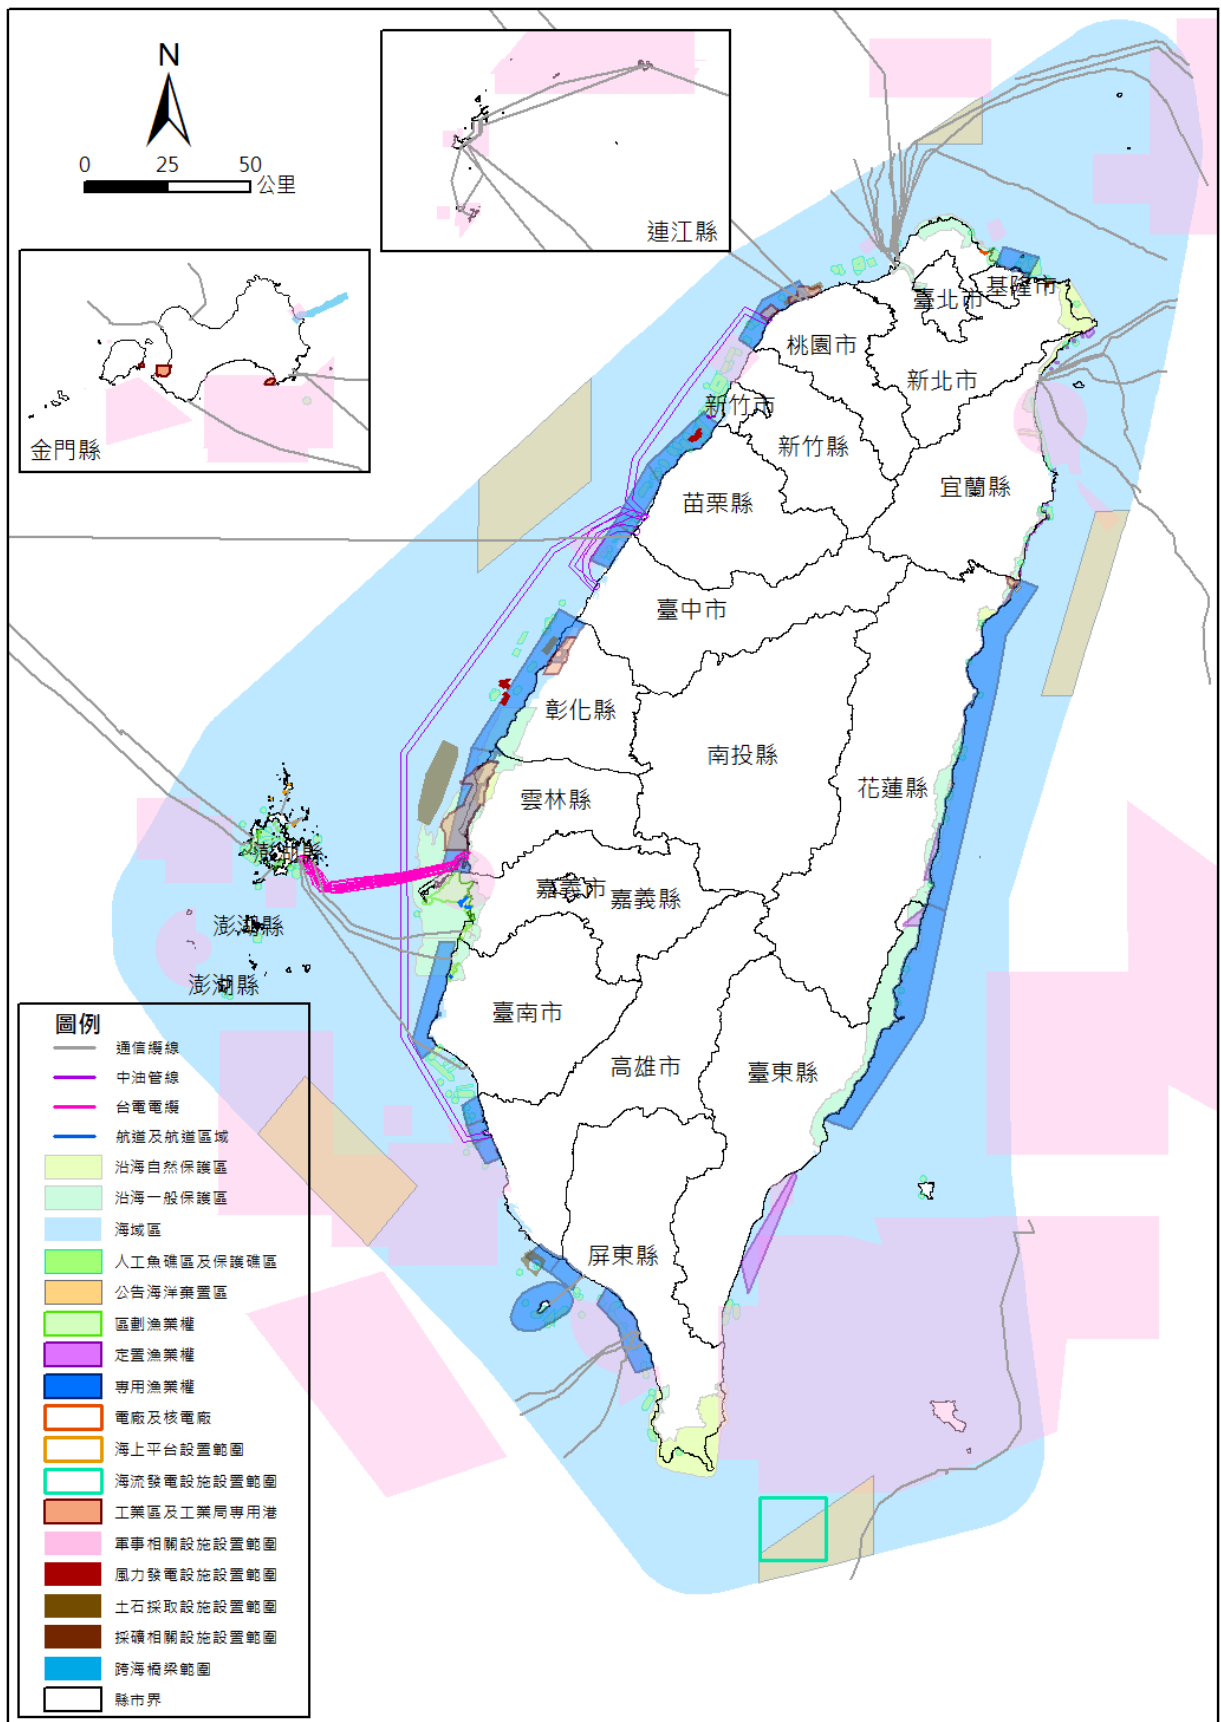 N
0 25 50
公里
連江縣
金門縣
基隆市
臺北市
桃園市
新北市
新竹市
新竹縣
宜蘭縣
苗栗縣
臺中市
彰化縣
南投縣
花蓮縣
雲林縣
澎湖縣
嘉義市
嘉義縣
澎湖縣
澎湖縣
臺南市
高雄市
臺東縣
屏東縣
圖例
通信纜線
中油管線
台電電纜
航道及航道區域
沿海自然保護區
沿海一般保護區
海域區
人工魚礁區及保護礁區
公告海洋棄置區
區劃漁業權
定置漁業權
專用漁業權
電廠及核電廠
海上平台設置範圍
海流發電設施設置範圍
工業區及工業局專用港
軍事相關設施設置範圍
風力發電設施設置範圍
土石採取設施設置範圍
採礦相關設施設置範圍
跨海橋梁範圍
縣市界